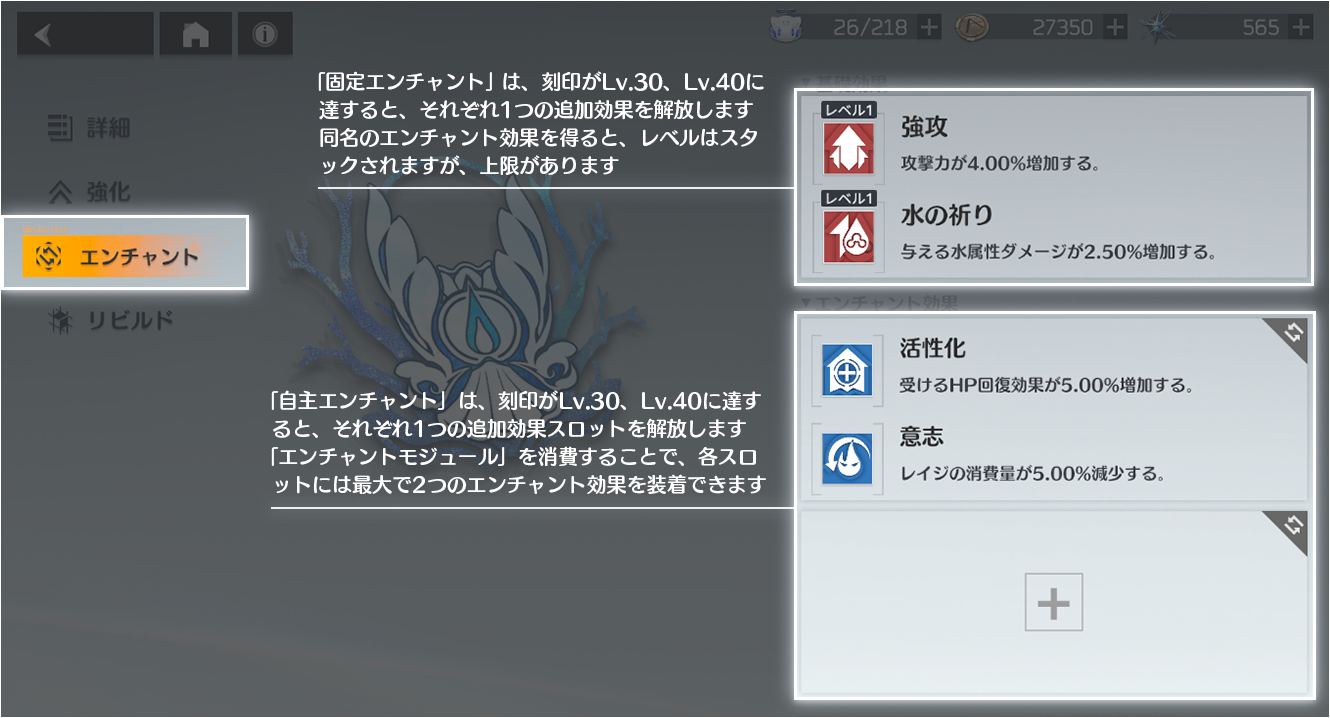 26/218
27350
565
「固定エンチャント」は、刻印がLv.30、Lv.40に
達すると、それぞれ1つの追加効果を解放します
同名のエンチャント効果を得ると、レベルはスタ
ックされますが、上限があります
詳細
強化
エンチャント
リビルド
基礎効果
レベル1
強攻
攻撃力が4.00%増加する。
レベル1
水の祈り
与える水属性ダメージが2.50%増加する。
エンチャント効果
活性化
受けるHP回復効果が5.00%増加する。
意志
レイジの消費量が5.00%減少する。
「自主エンチャント」は、刻印がLv.30、Lv.40に達す
ると、それぞれ1つの追加効果スロットを解放します
「エンチャントモジュール」を消費することで、各スロ
ットには最大で2つのエンチャント効果を装着できます